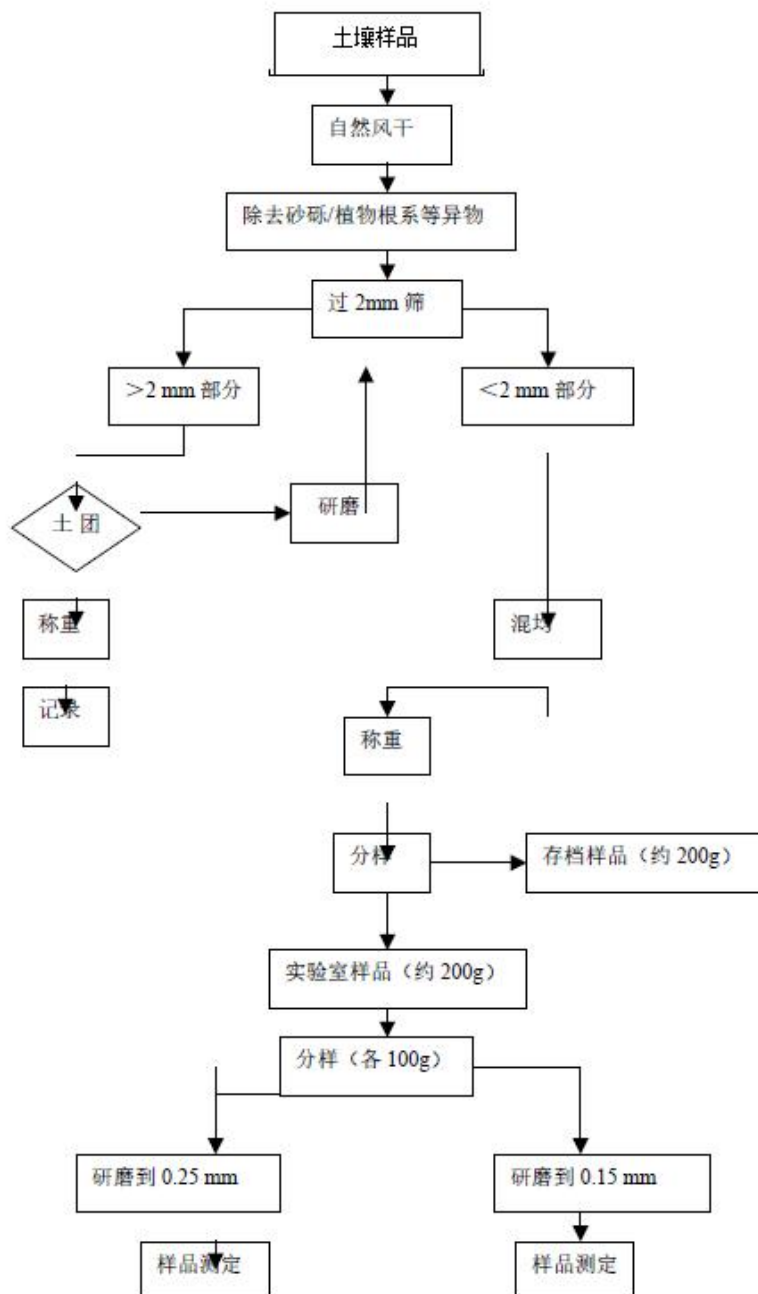 土壤样品
自然风干
除去砂砾/植物根系等异物
过 2mm 筛
＞2 mm 部分
＜2 mm 部分
土 团
研磨
称重
混均
记录
称重
分样
存档样品（约 200g）
实验室样品（约 200g）
分样（各 100g）
研磨到 0.25 mm
研磨到 0.15 mm
样品测定
样品测定